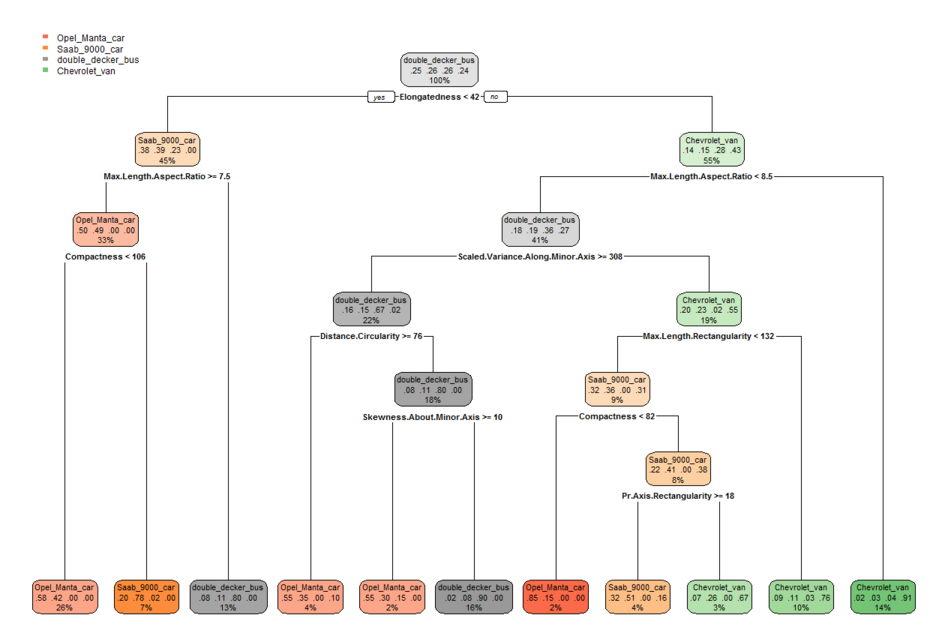 Opel_Manta_car
Saab_9000_car
double_decker_bus
Chevrolet_van
double_decker_bus
.25 .26 .26 .24
100%
yes Elongatedness < 42 no
Saab_9000_car
.38 .39 .23 .00
45%
Chevrolet_van
.14 .15 .28 .43
55%
Max.Length.Aspect.Ratio >= 7.5
Max.Length.Aspect.Ratio < 8.5
Opel_Manta_car
.50 .49 .00 .00
33%
double_decker_bus
.18 .19 .36 .27
41%
Compactness < 106
Scaled.Variance.Along.Minor.Axis >= 308
double_decker_bus
.16 .15 .67 .02
22%
Chevrolet_van
.20 .23 .02 .55
19%
Distance.Circularity >= 76
Max.Length.Rectangularity < 132
double_decker_bus
.08 .11 .80 .00
18%
Saab_9000_car
.32 .36 .00 .31
9%
Skewness.About.Minor.Axis >= 10
Compactness < 82
Saab_9000_car
.22 .41 .00 .38
8%
Pr.Axis.Rectangularity >= 18
Opel_Manta_car
.58 .42 .00 .00
26%
Saab_9000_car
.20 .78 .02 .00
7%
double_decker_bus
.08 .11 .80 .00
13%
Opel_Manta_car
.55 .35 .00 .10
4%
Opel_Manta_car
.55 .30 .15 .00
2%
double_decker_bus
.02 .08 .90 .00
16%
Opel_Manta_car
.85 .15 .00 .00
2%
Saab_9000_car
.32 .51 .00 .16
4%
Chevrolet_van
.07 .26 .00 .67
3%
Chevrolet_van
.09 .11 .03 .76
10%
Chevrolet_van
.02 .03 .04 .91
14%